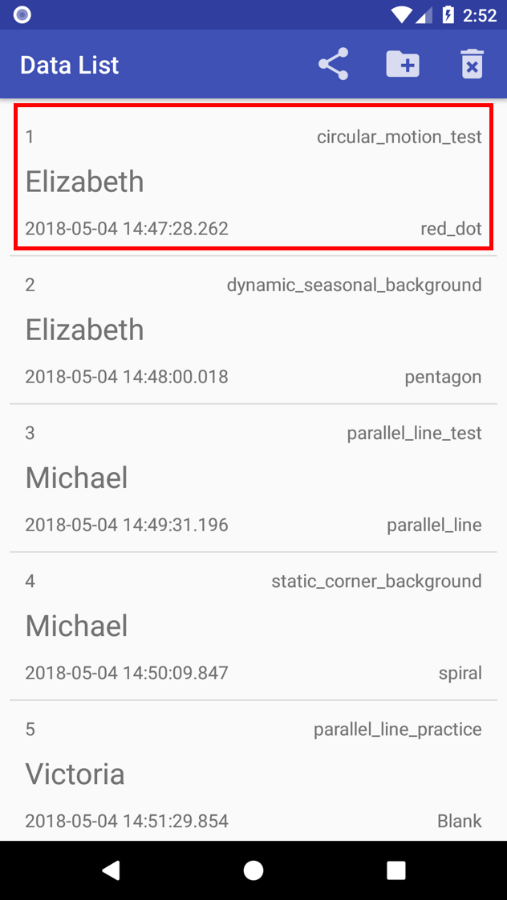 2:52
Data List
1 circular_motion_test
Elizabeth
2018-05-04 14:47:28.262 red_dot
2 dynamic_seasonal_background
Elizabeth
2018-05-04 14:48:00.018 pentagon
3 parallel_line_test
Michael
2018-05-04 14:49:31.196 parallel_line
4 static_corner_background
Michael
2018-05-04 14:50:09.847 spiral
5 parallel_line_practice
Victoria
2018-05-04 14:51:29.854 Blank